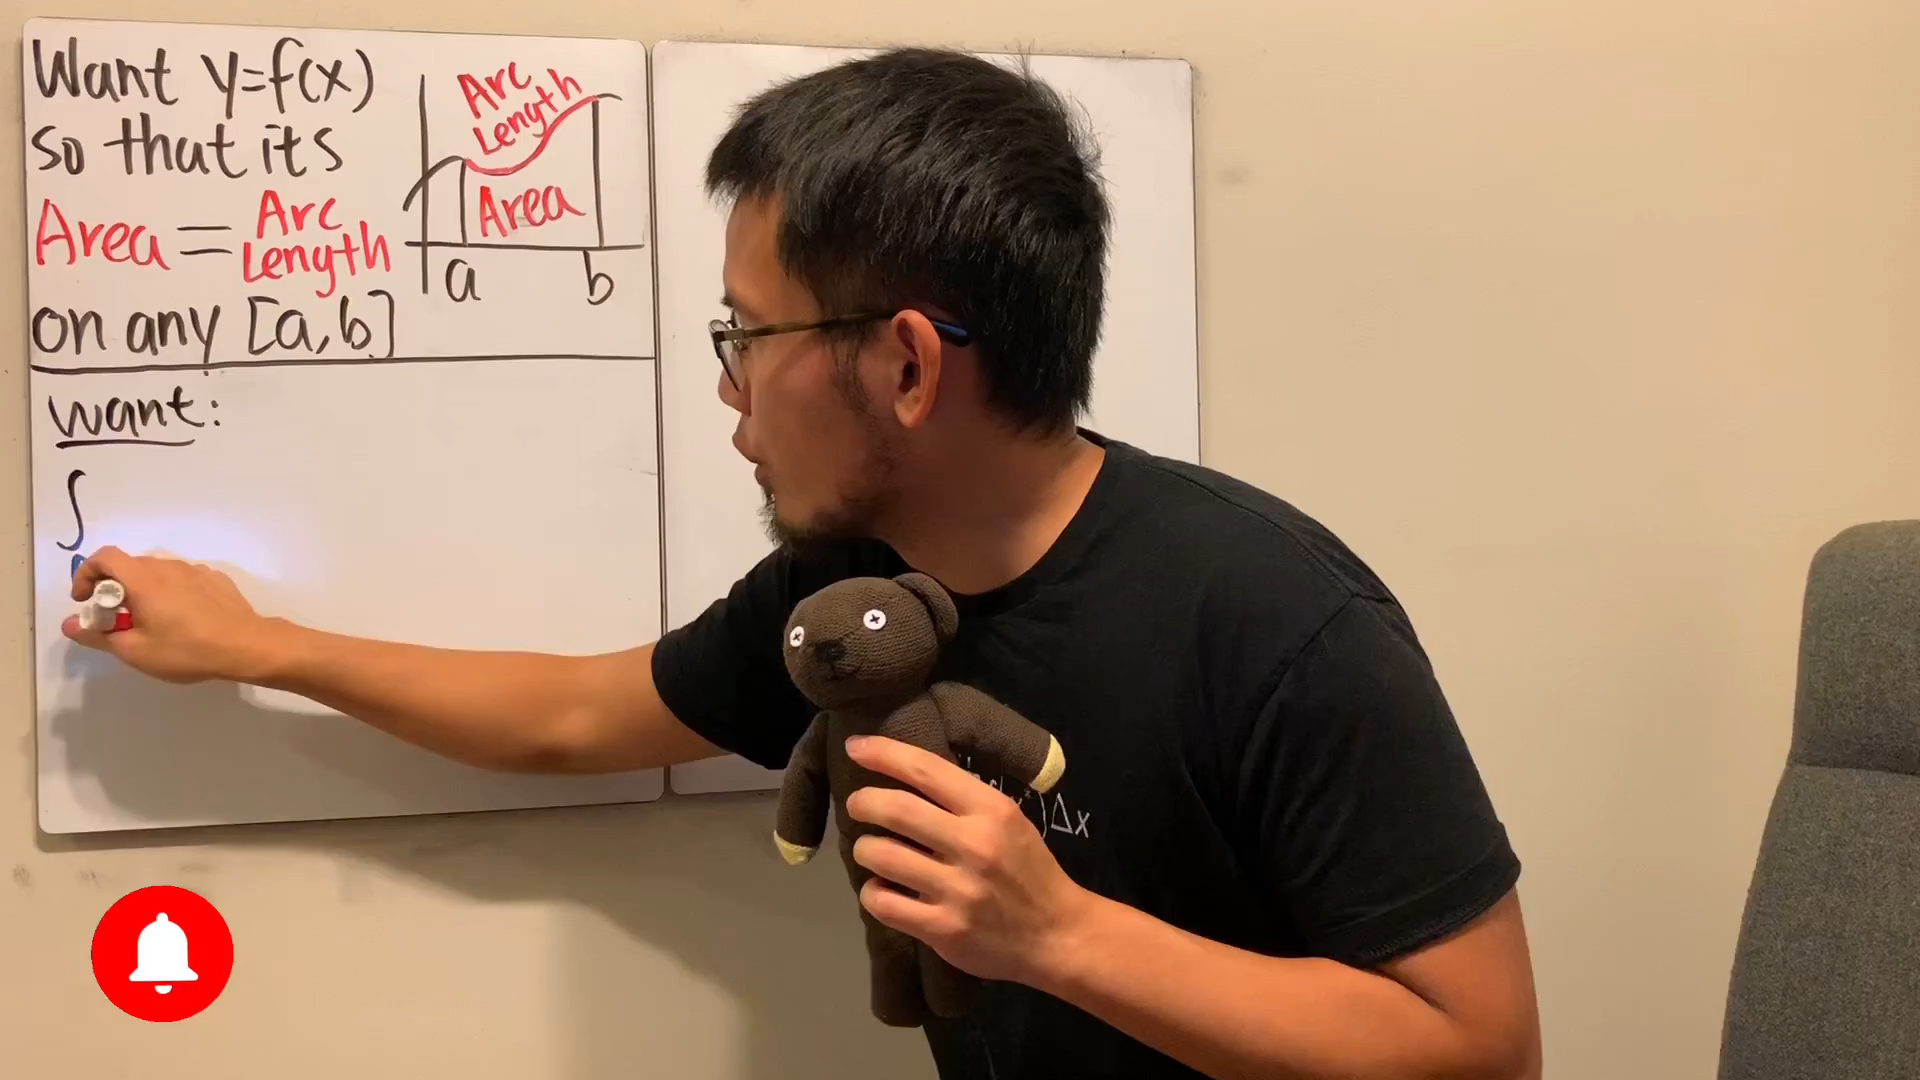 Want y=f(x)
so that its
Area = Arc Length
on any [a,b]
Arc
Length
Area
a
b
want:
∫
Δx